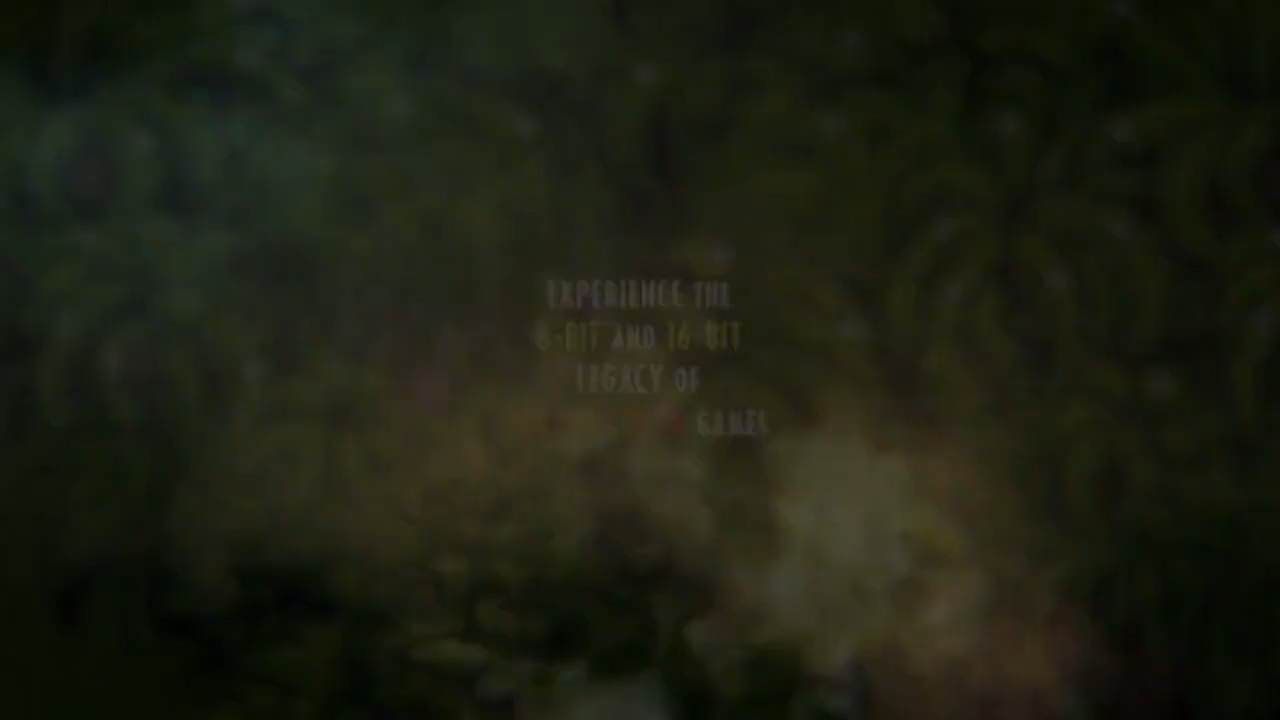 EXPERIENCE THE
8-BIT AND 16-BIT
LEGACY OF
GAMES